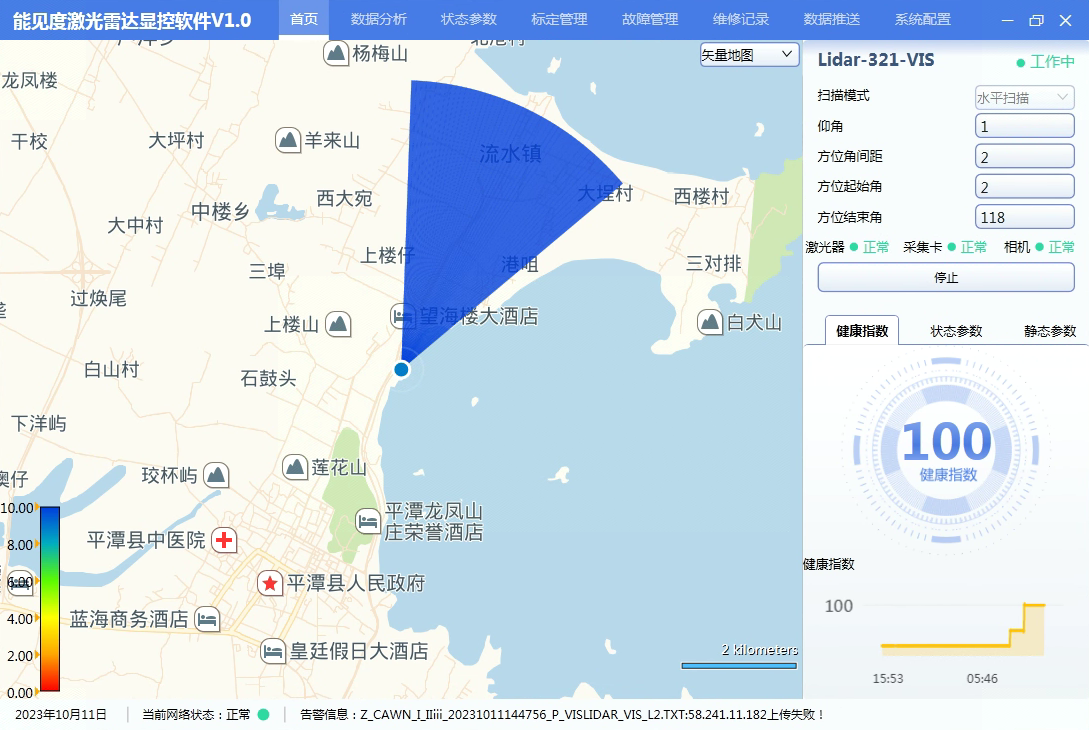 能见度激光雷达显控软件V1.0 首页 数据分析 状态参数 标定管理 故障管理 维修记录 数据推送 系统配置
杨梅山
矢量地图
Lidar-321-VIS 工作中
龙凤楼
扫描模式 水平扫描
干校 大坪村 羊来山 流水镇
仰角 1
方位角间距 2
中楼乡 西大宛 大埕村 西楼村
方位起始角 2
大中村
方位结束角 118
上楼仔 港咀
激光器 正常 采集卡 正常 相机 正常
三埠 三对排
停止
过焕尾
上楼山 望海楼大酒店 白犬山
健康指数 状态参数 静态参数
白山村 石鼓头
下洋屿
100
健康指数
澳仔 珓杯屿 莲花山
10.00
平潭龙凤山
庄荣誉酒店
8.00 平潭县中医院
健康指数
6.00 平潭县人民政府
100
4.00 蓝海商务酒店
2.00 皇廷假日大酒店 2 kilometers
15:53 05:46
0.00
2023年10月11日 当前网络状态：正常 告警信息：Z_CAWN_I_IIiii_20231011144756_P_VISLIDAR_VIS_L2.TXT:58.241.11.182上传失败！